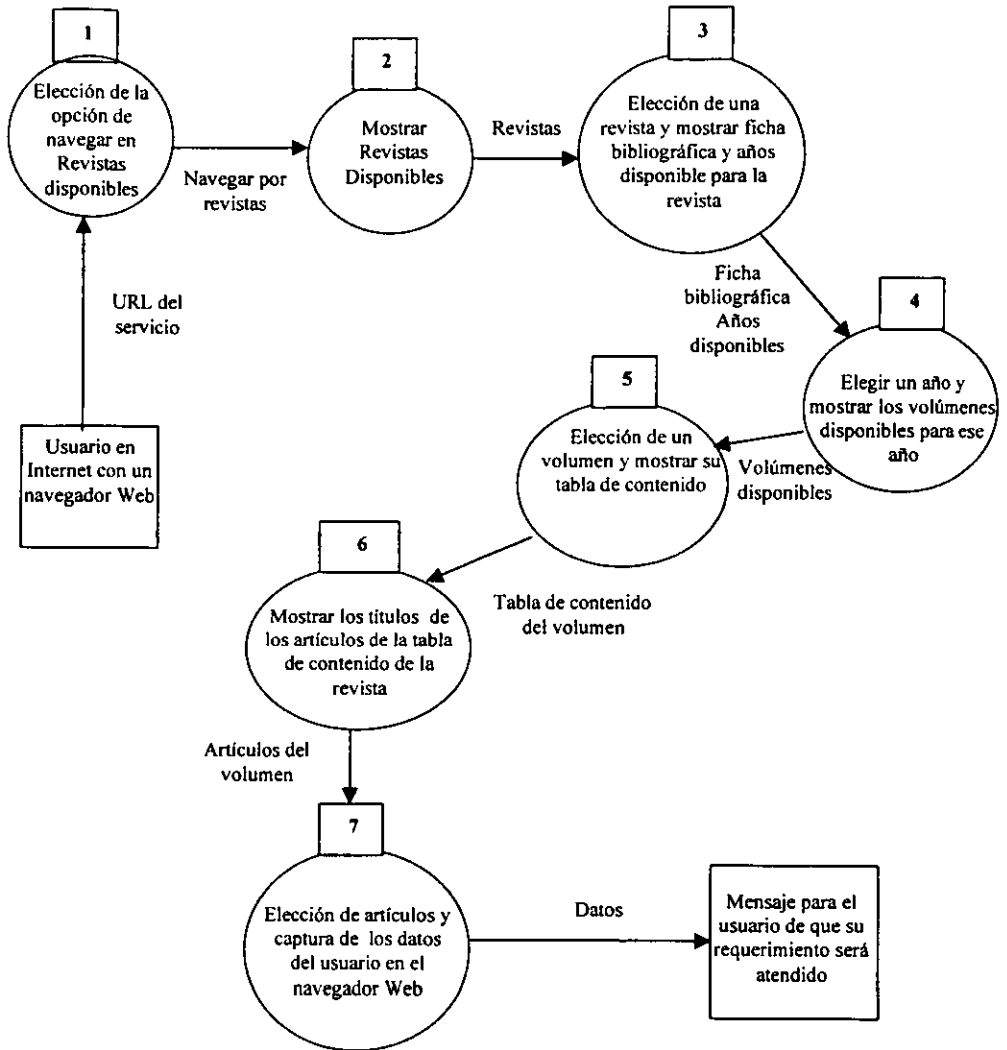 1
Elección de la
opción de
navegar en
Revistas
disponibles
Navegar por
revistas
2
Mostrar
Revistas
Disponibles
Revistas
3
Elección de una
revista y mostrar ficha
bibliográfica y años
disponible para la
revista
Ficha
bibliográfica
Años
disponibles
4
Elegir un año y
mostrar los volúmenes
disponibles para ese
año
Volúmenes
disponibles
5
Elección de un
volumen y mostrar su
tabla de contenido
URL del
servicio
Usuario en
Internet con un
navegador Web
Tabla de contenido
del volumen
6
Mostrar los títulos de
los artículos de la tabla
de contenido de la
revista
Artículos del
volumen
7
Elección de artículos y
captura de los datos
del usuario en el
navegador Web
Datos
Mensaje para el
usuario de que su
requerimiento será
atendido